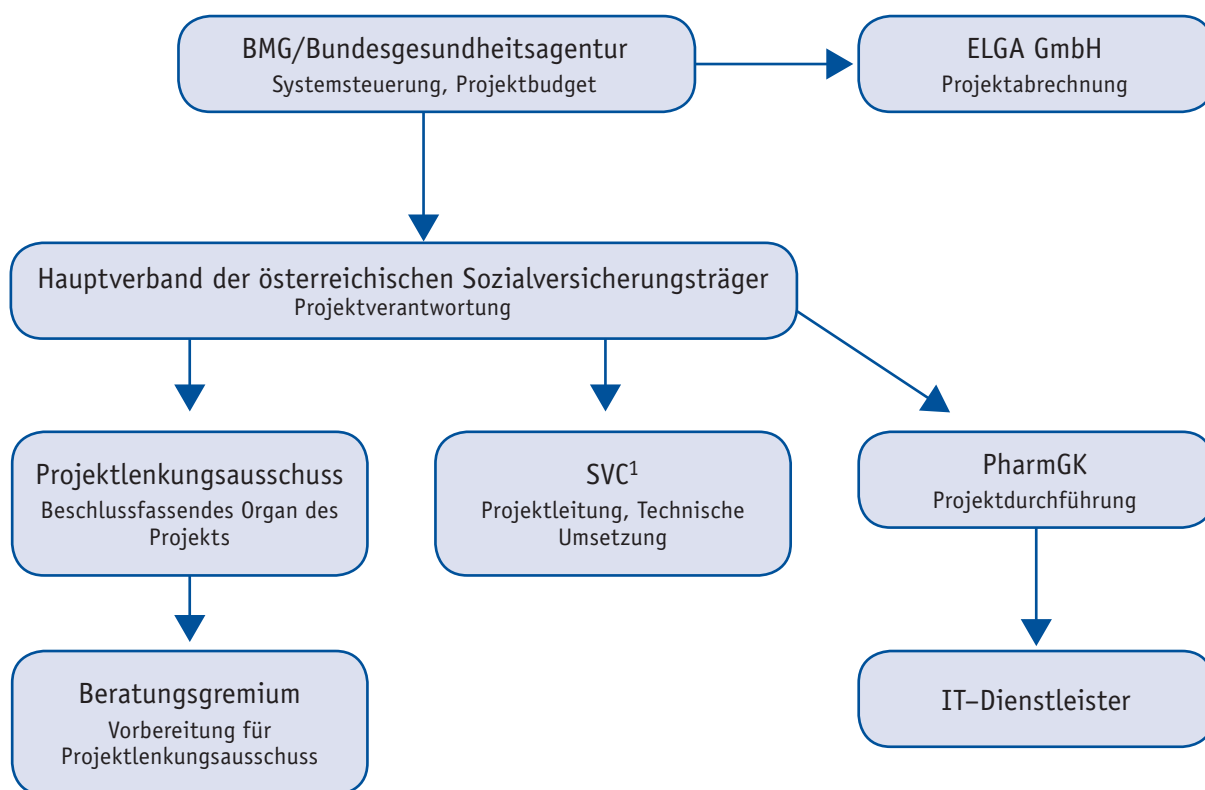 BMG/Bundesgesundheitsagentur
Systemsteuerung, Projektbudget
ELGA GmbH
Projektabrechnung
Hauptverband der österreichischen Sozialversicherungsträger
Projektverantwortung
Projektlenkungsausschuss
Beschlussfassendes Organ des
Projekts
SVC¹
Projektleitung, Technische
Umsetzung
PharmGK
Projektdurchführung
Beratungsgremium
Vorbereitung für
Projektlenkungsausschuss
IT–Dienstleister